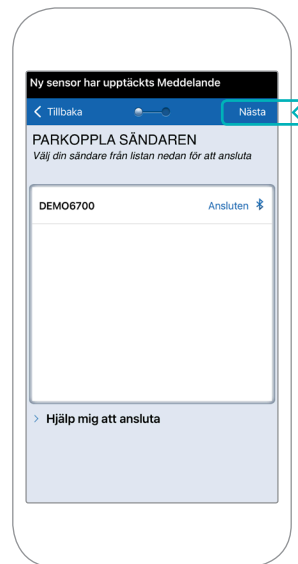 Ny sensor har upptäckts Meddelande
Tillbaka
Nästa
PARKOPPLA SÄNDAREN
Välj din sändare från listan nedan för att ansluta
DEMO6700
Ansluten
Hjälp mig att ansluta